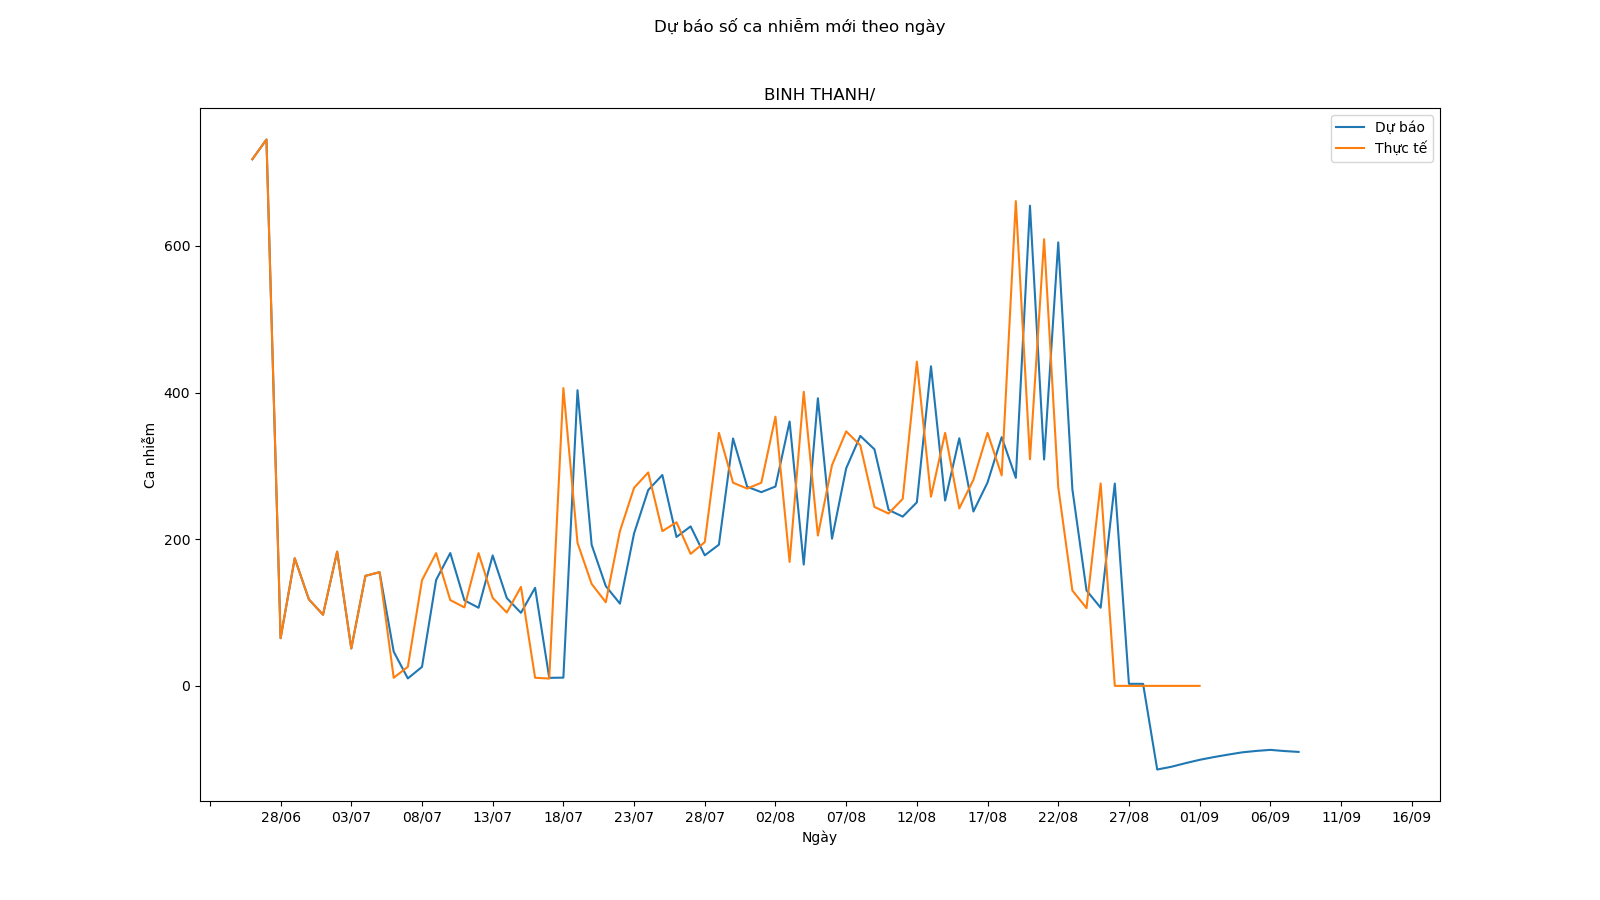 Dự báo số ca nhiễm mới theo ngày
BINH THANH/
Dự báo
Thực tế
600
400
200
0
Ca nhiễm
28/06 03/07 08/07 13/07 18/07 23/07 28/07 02/08 07/08 12/08 17/08 22/08 27/08 01/09 06/09 11/09 16/09
Ngày